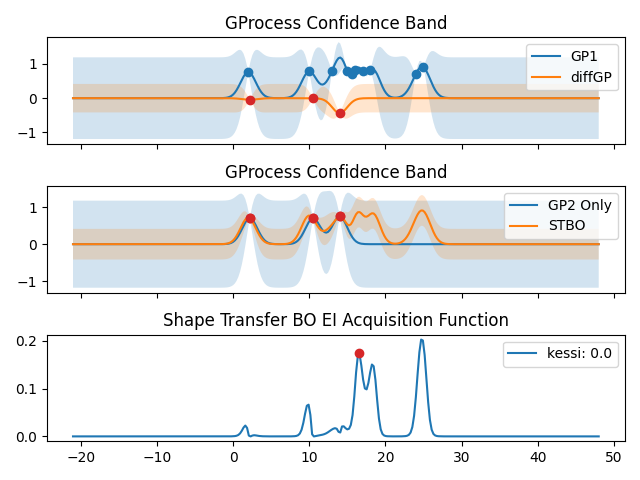 GProcess Confidence Band
1
0
−1
GP1
diffGP
GProcess Confidence Band
1
0
−1
GP2 Only
STBO
Shape Transfer BO EI Acquisition Function
0.2
0.1
0.0
kessi: 0.0
−20 −10 0 10 20 30 40 50